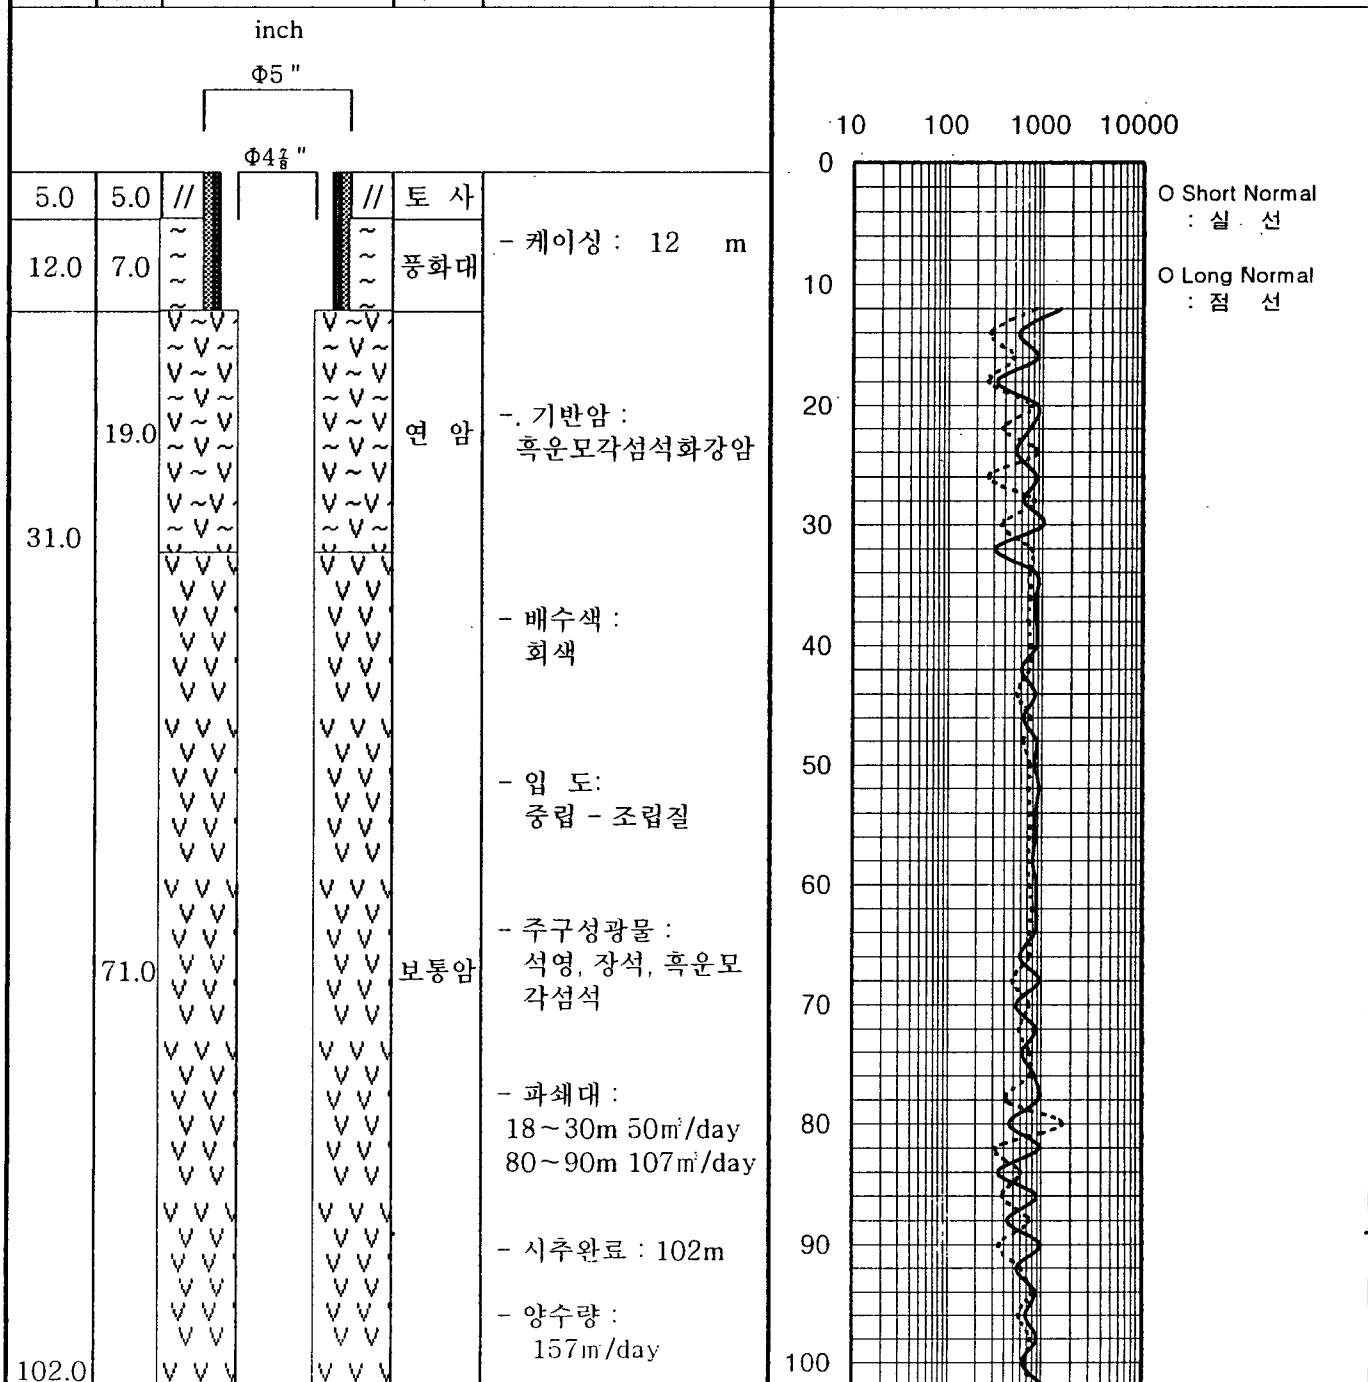 inch
Φ5 "
Φ4⅞ "
5.0 5.0 // // 토 사
12.0 7.0 풍화대
- 케이싱 : 12 m
19.0 연 암
31.0
-. 기반암 :
흑운모각섬석화강암
- 배수색 :
회색
- 입 도:
중립 - 조립질
71.0 보통암
- 주구성광물 :
석영, 장석, 흑운모
각섬석
- 파쇄대 :
18~30m 50㎥/day
80~90m 107㎥/day
- 시추완료 : 102m
- 양수량 :
157㎥/day
102.0
10 100 1000 10000
0
10
20
30
40
50
60
70
80
90
100
O Short Normal
: 실 선
O Long Normal
: 점 선